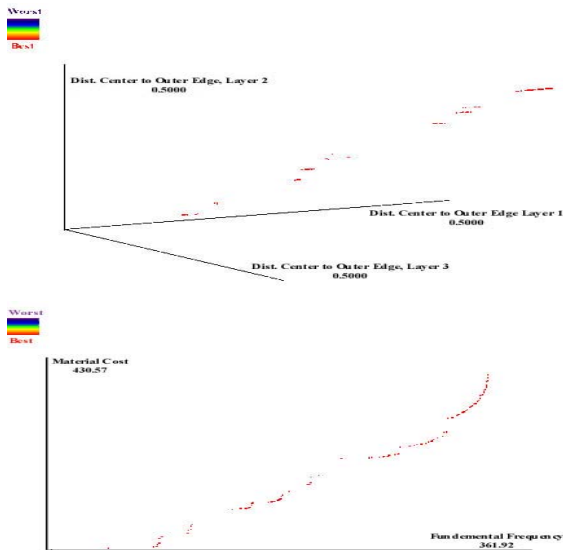 Worst
Best
Dist. Center to Outer Edge, Layer 2
0.5000
Dist. Center to Outer Edge Layer 1
0.5000
Dist. Center to Outer Edge, Layer 3
0.5000
Worst
Best
Material Cost
430.57
Fundemental Frequency
361.92